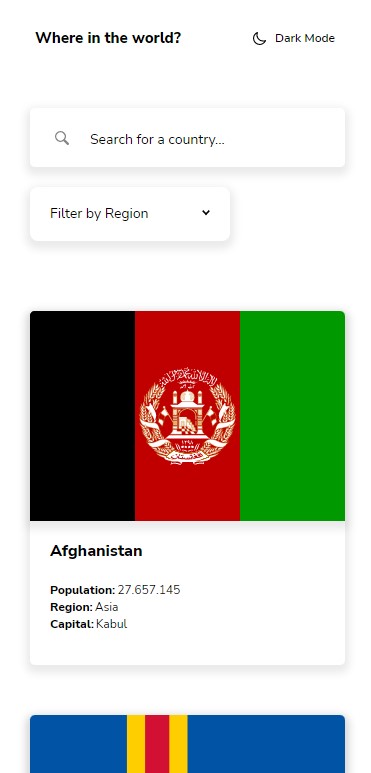 Where in the world?
Dark Mode
Search for a country...
Filter by Region
Afghanistan
Population: 27.657.145
Region: Asia
Capital: Kabul